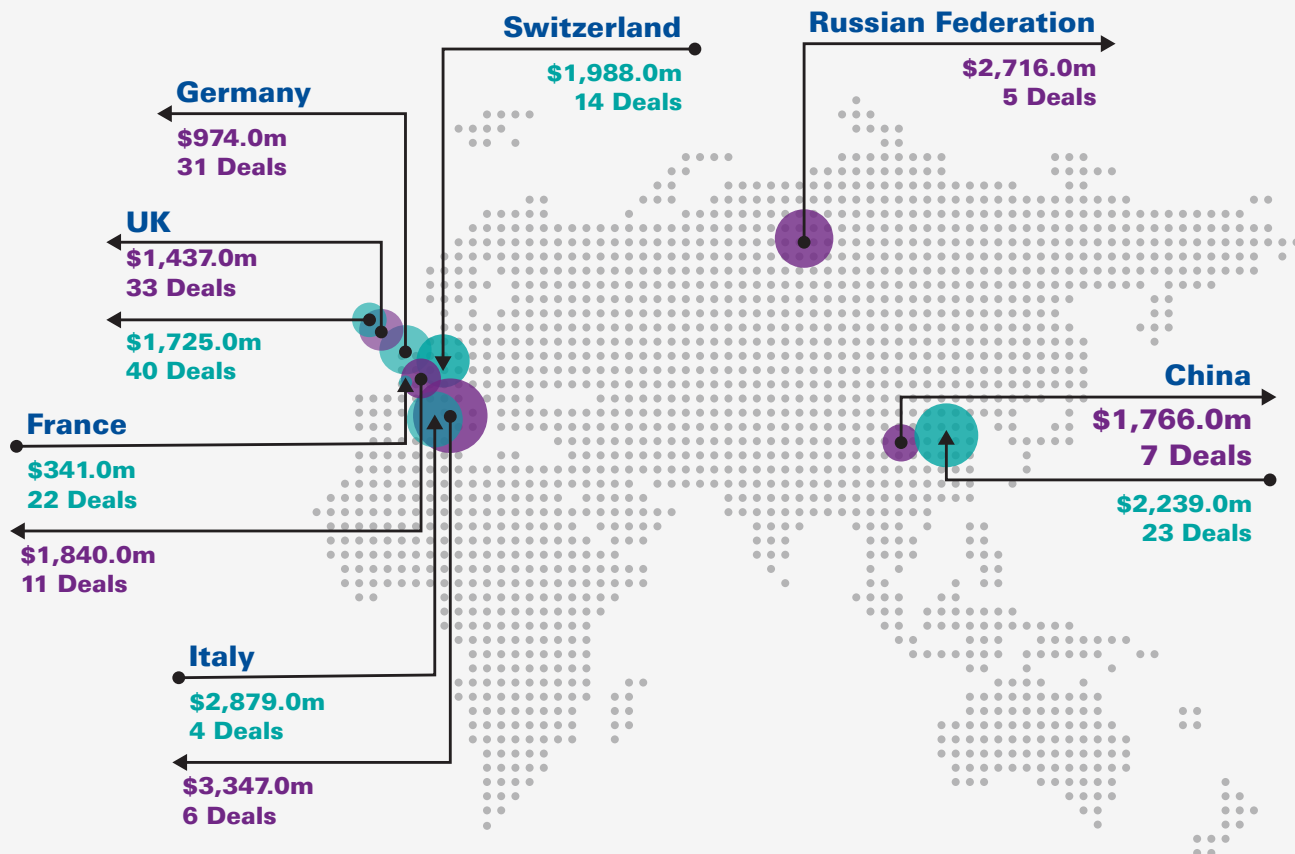 Switzerland
$1,988.0m
14 Deals
Russian Federation
$2,716.0m
5 Deals
Germany
$974.0m
31 Deals
UK
$1,437.0m
33 Deals
$1,725.0m
40 Deals
China
$1,766.0m
7 Deals
$2,239.0m
23 Deals
France
$341.0m
22 Deals
$1,840.0m
11 Deals
Italy
$2,879.0m
4 Deals
$3,347.0m
6 Deals